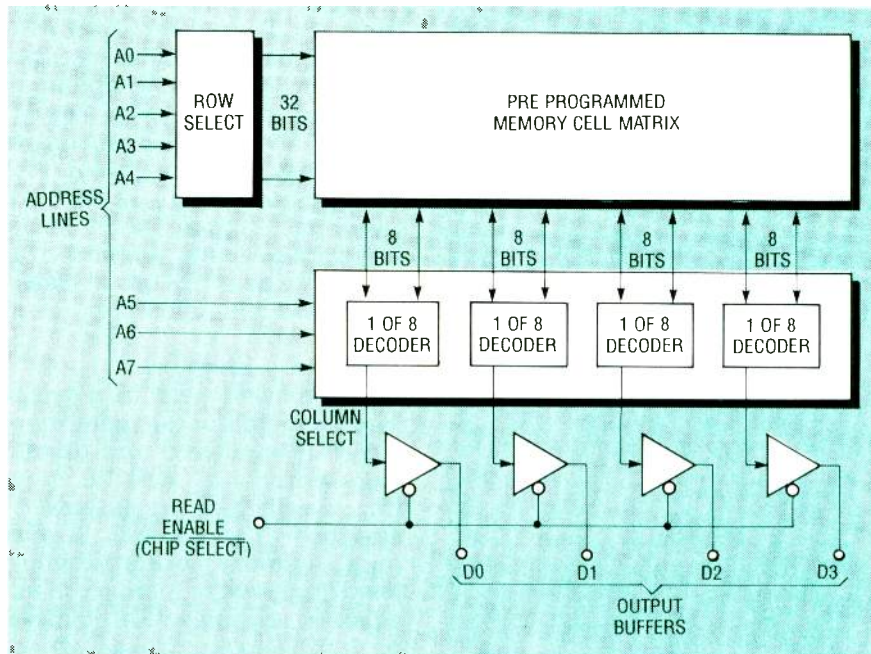 A0
A1
A2
A3
A4
ADDRESS
LINES
A5
A6
A7
ROW
SELECT
32
BITS
PRE PROGRAMMED
MEMORY CELL MATRIX
8
BITS
8
BITS
8
BITS
8
BITS
1 OF 8
DECODER
1 OF 8
DECODER
1 OF 8
DECODER
1 OF 8
DECODER
COLUMN
SELECT
READ
ENABLE
(CHIP SELECT)
D0
D1
D2
D3
OUTPUT
BUFFERS